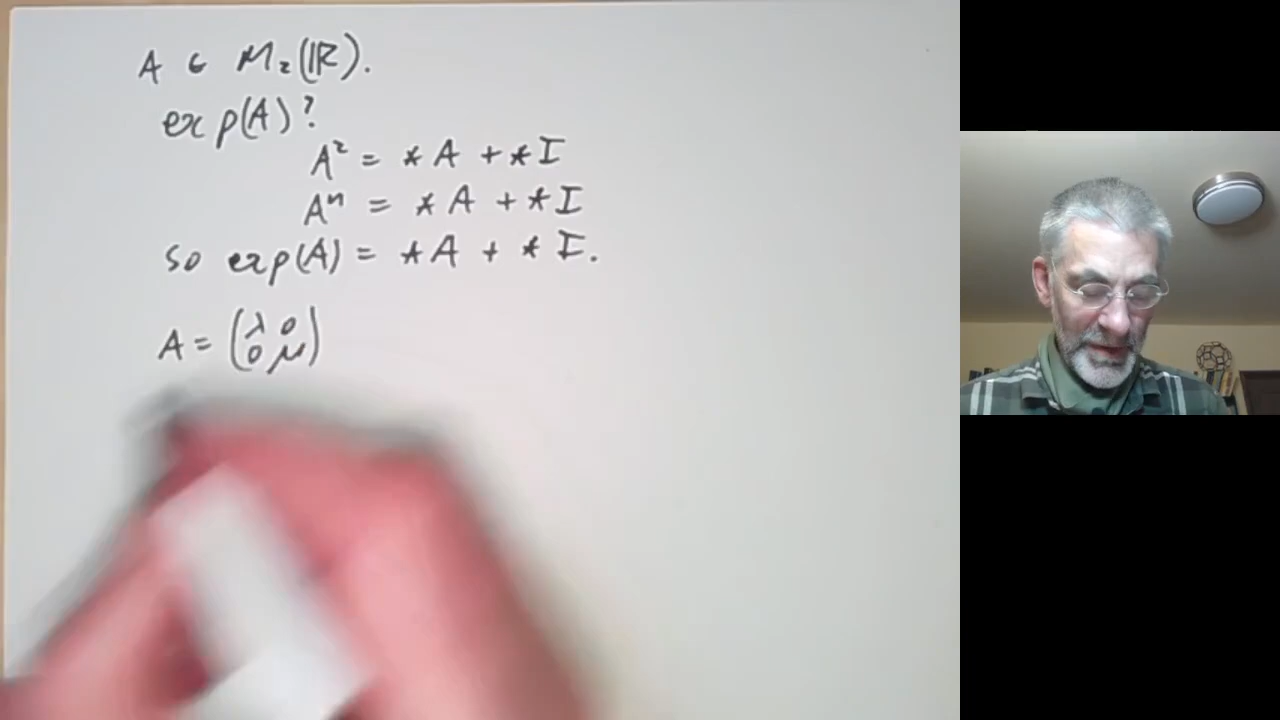 A ∈ M₂(ℝ).
exp(A)?
A² = *A + *I
Aⁿ = *A + *I
so exp(A) = *A + *I.
A = (λ 0
0 μ)